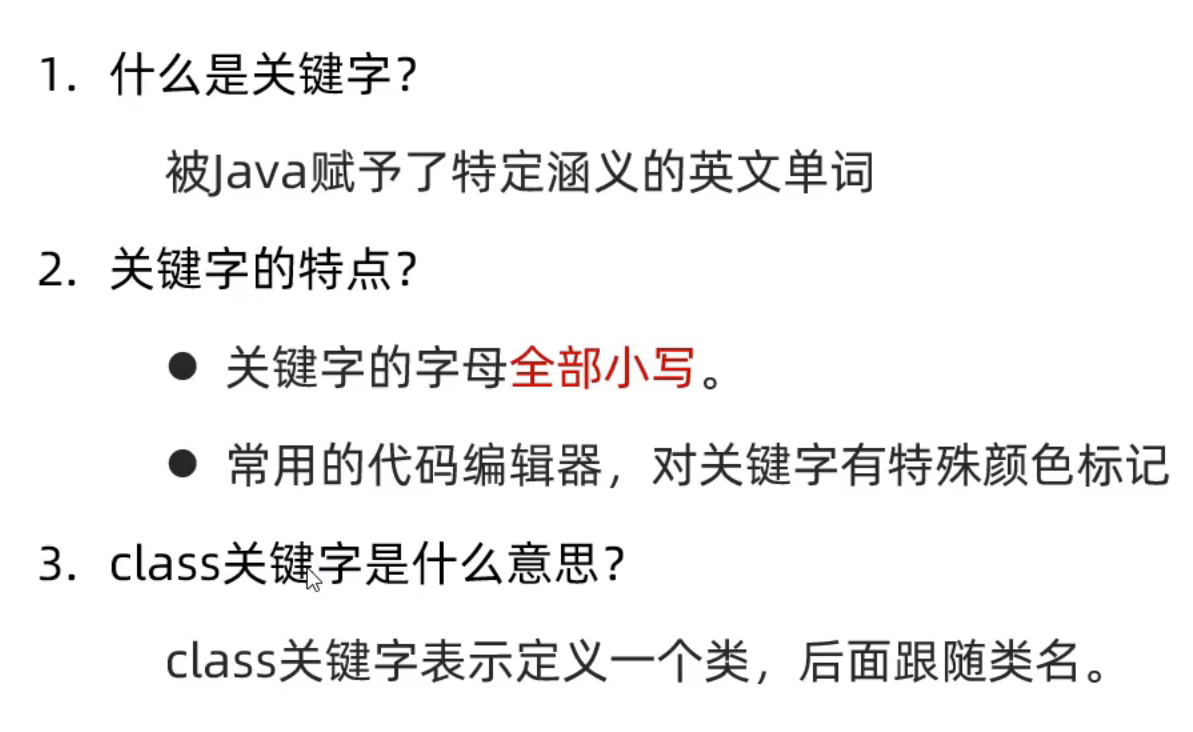 1. 什么是关键字?
被Java赋予了特定涵义的英文单词
2. 关键字的特点?
● 关键字的字母全部小写。
● 常用的代码编辑器，对关键字有特殊颜色标记
3. class关键字是什么意思?
class关键字表示定义一个类，后面跟随类名。